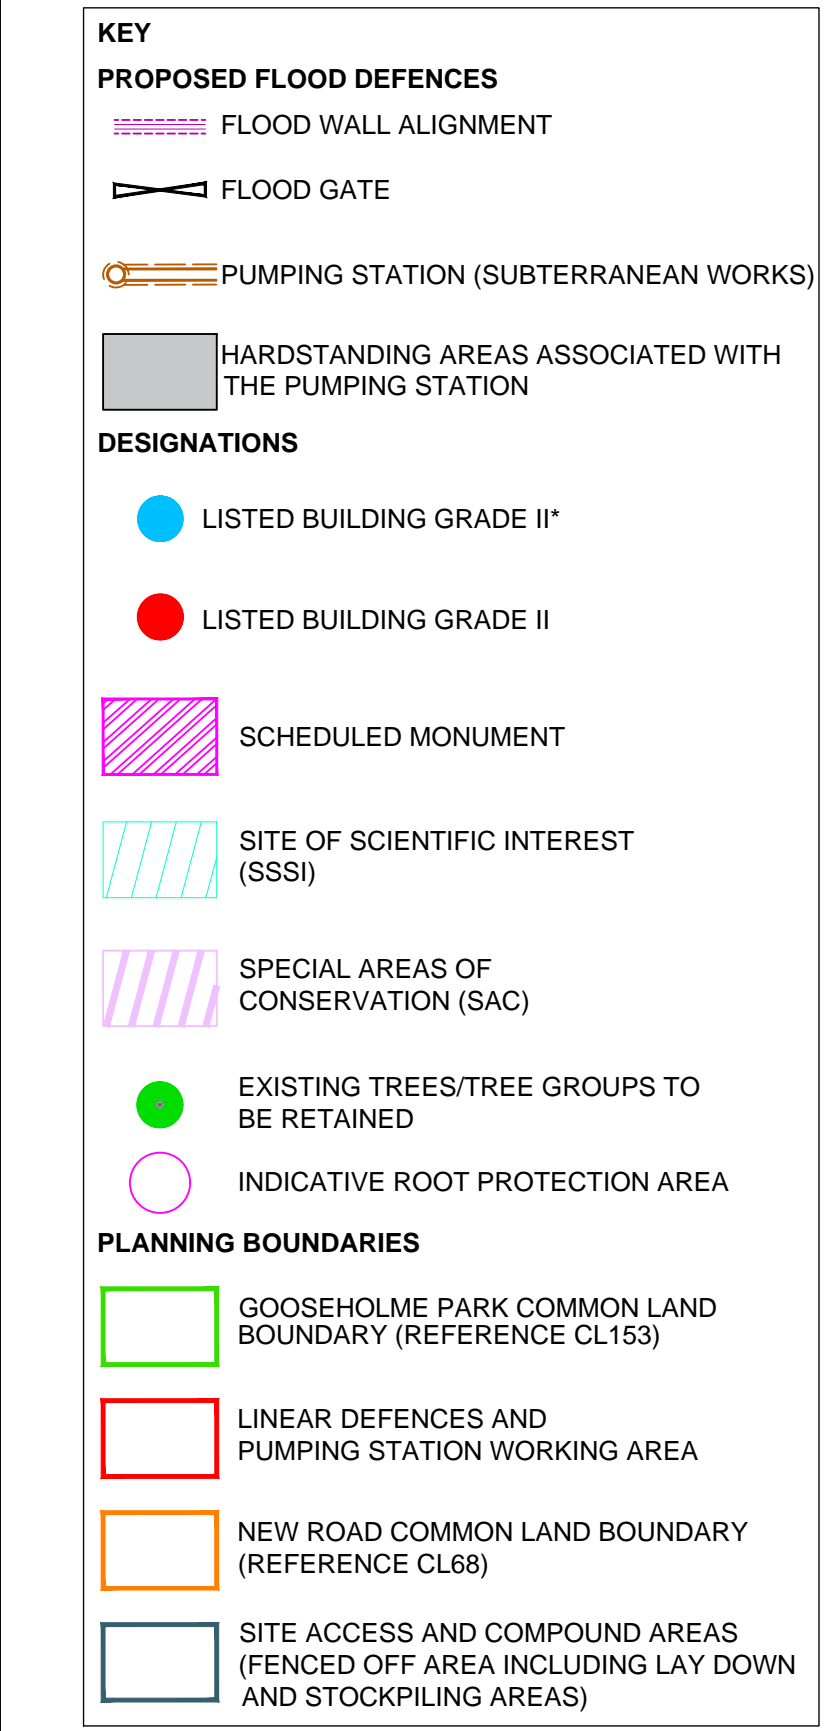 KEY
PROPOSED FLOOD DEFENCES
FLOOD WALL ALIGNMENT
FLOOD GATE
PUMPING STATION (SUBTERRANEAN WORKS)
HARDSTANDING AREAS ASSOCIATED WITH
THE PUMPING STATION
DESIGNATIONS
LISTED BUILDING GRADE II*
LISTED BUILDING GRADE II
SCHEDULED MONUMENT
SITE OF SCIENTIFIC INTEREST
(SSSI)
SPECIAL AREAS OF
CONSERVATION (SAC)
EXISTING TREES/TREE GROUPS TO
BE RETAINED
INDICATIVE ROOT PROTECTION AREA
PLANNING BOUNDARIES
GOOSEHOLME PARK COMMON LAND
BOUNDARY (REFERENCE CL153)
LINEAR DEFENCES AND
PUMPING STATION WORKING AREA
NEW ROAD COMMON LAND BOUNDARY
(REFERENCE CL68)
SITE ACCESS AND COMPOUND AREAS
(FENCED OFF AREA INCLUDING LAY DOWN
AND STOCKPILING AREAS)